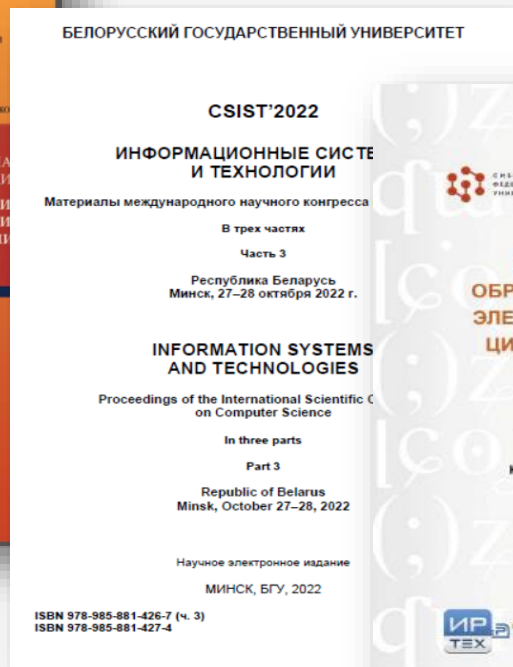 БЕЛОРУССКИЙ ГОСУДАРСТВЕННЫЙ УНИВЕРСИТЕТ
CSIST’2022
ИНФОРМАЦИОННЫЕ СИСТЕ
И ТЕХНОЛОГИИ
Материалы международного научного конгресса
В трех частях
Часть 3
Республика Беларусь
Минск, 27–28 октября 2022 г.
INFORMATION SYSTEMS
AND TECHNOLOGIES
Proceedings of the International Scientific
on Computer Science
In three parts
Part 3
Republic of Belarus
Minsk, October 27–28, 2022
Научное электронное издание
МИНСК, БГУ, 2022
ISBN 978-985-881-426-7 (ч. 3)
ISBN 978-985-881-427-4
ОБР
ЭЛЕ
ЦИ
ИР
ТЕХ